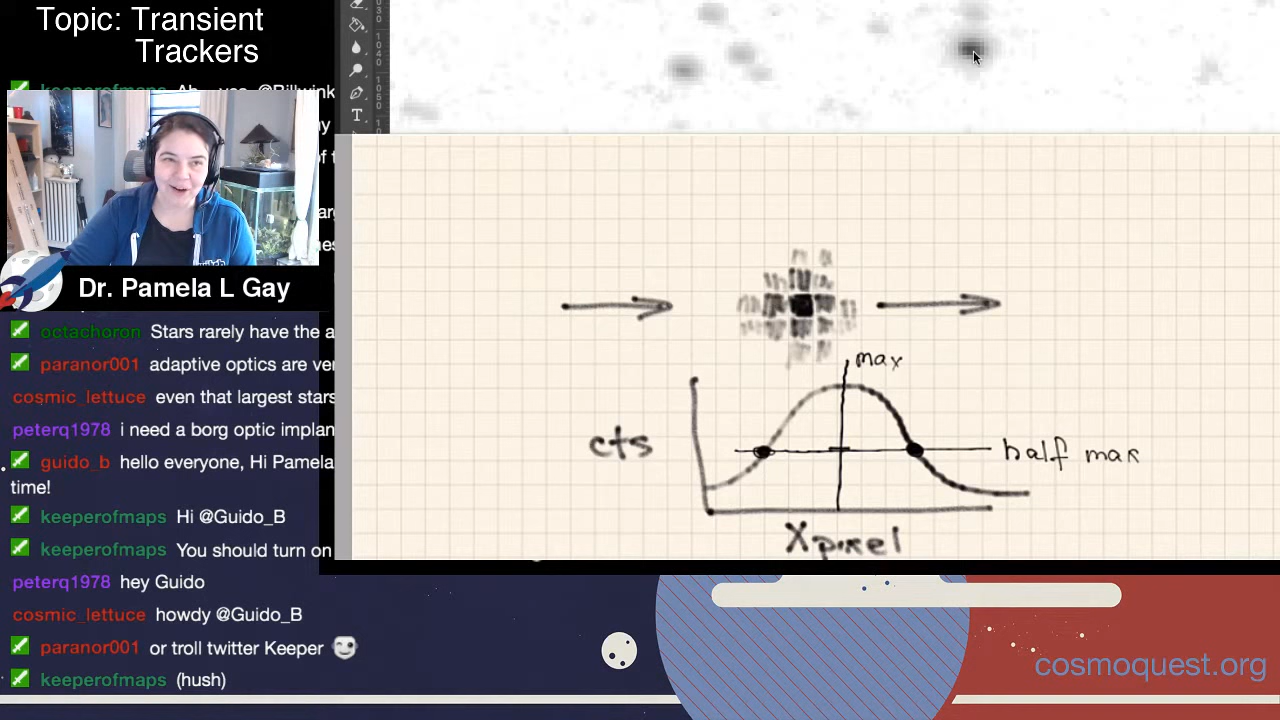 Topic: Transient
Trackers
Dr. Pamela L Gay
octachoron Stars rarely have the a
paranor001 adaptive optics are ver
cosmic_lettuce even that largest stars
peterq1978 i need a borg optic implan
guido_b hello everyone, Hi Pamela
time!
keeperofmaps Hi @Guido_B
keeperofmaps You should turn on
peterq1978 hey Guido
cosmic_lettuce howdy @Guido_B
paranor001 or troll twitter Keeper
keeperofmaps (hush)
max
cts
half max
Xpixel
cosmoquest.org